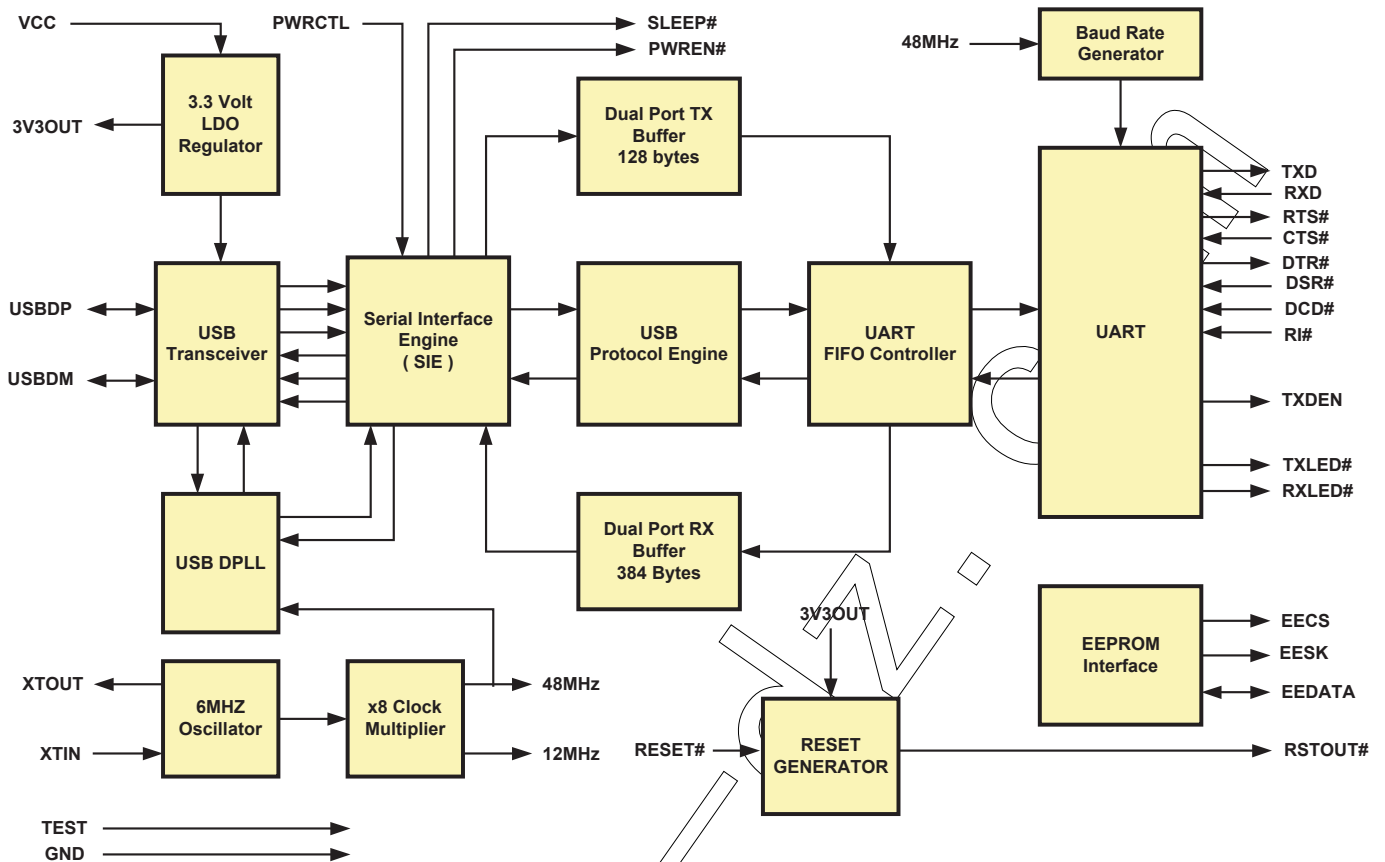 VCC
PWRCTL
SLEEP#
PWREN#
48MHz
Baud Rate
Generator
3.3 Volt
LDO
Regulator
3V3OUT
Dual Port TX
Buffer
128 bytes
TXD
RXD
RTS#
CTS#
DTR#
DSR#
DCD#
RI#
TXDEN
TXLED#
RXLED#
USBDP
USBDM
USB
Transceiver
Serial Interface
Engine
( SIE )
USB
Protocol Engine
UART
FIFO Controller
UART
USB DPLL
Dual Port RX
Buffer
384 Bytes
3V3OUT
EEPROM
Interface
EECS
EESK
EEDATA
XTOUT
XTIN
6MHZ
Oscillator
x8 Clock
Multiplier
48MHz
12MHz
RESET#
RESET
GENERATOR
RSTOUT#
TEST
GND